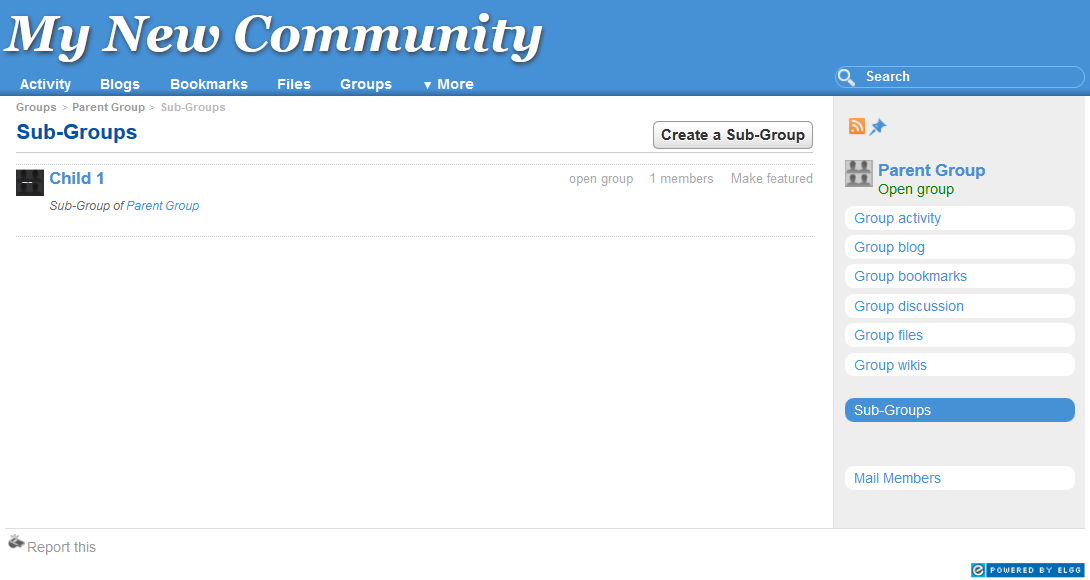 My New Community
Activity Blogs Bookmarks Files Groups ▼ More
Search
Groups > Parent Group > Sub-Groups
Sub-Groups
Create a Sub-Group
Child 1
open group 1 members Make featured
Sub-Group of Parent Group
Parent Group
Open group
Group activity
Group blog
Group bookmarks
Group discussion
Group files
Group wikis
Sub-Groups
Mail Members
Report this
POWERED BY ELGG